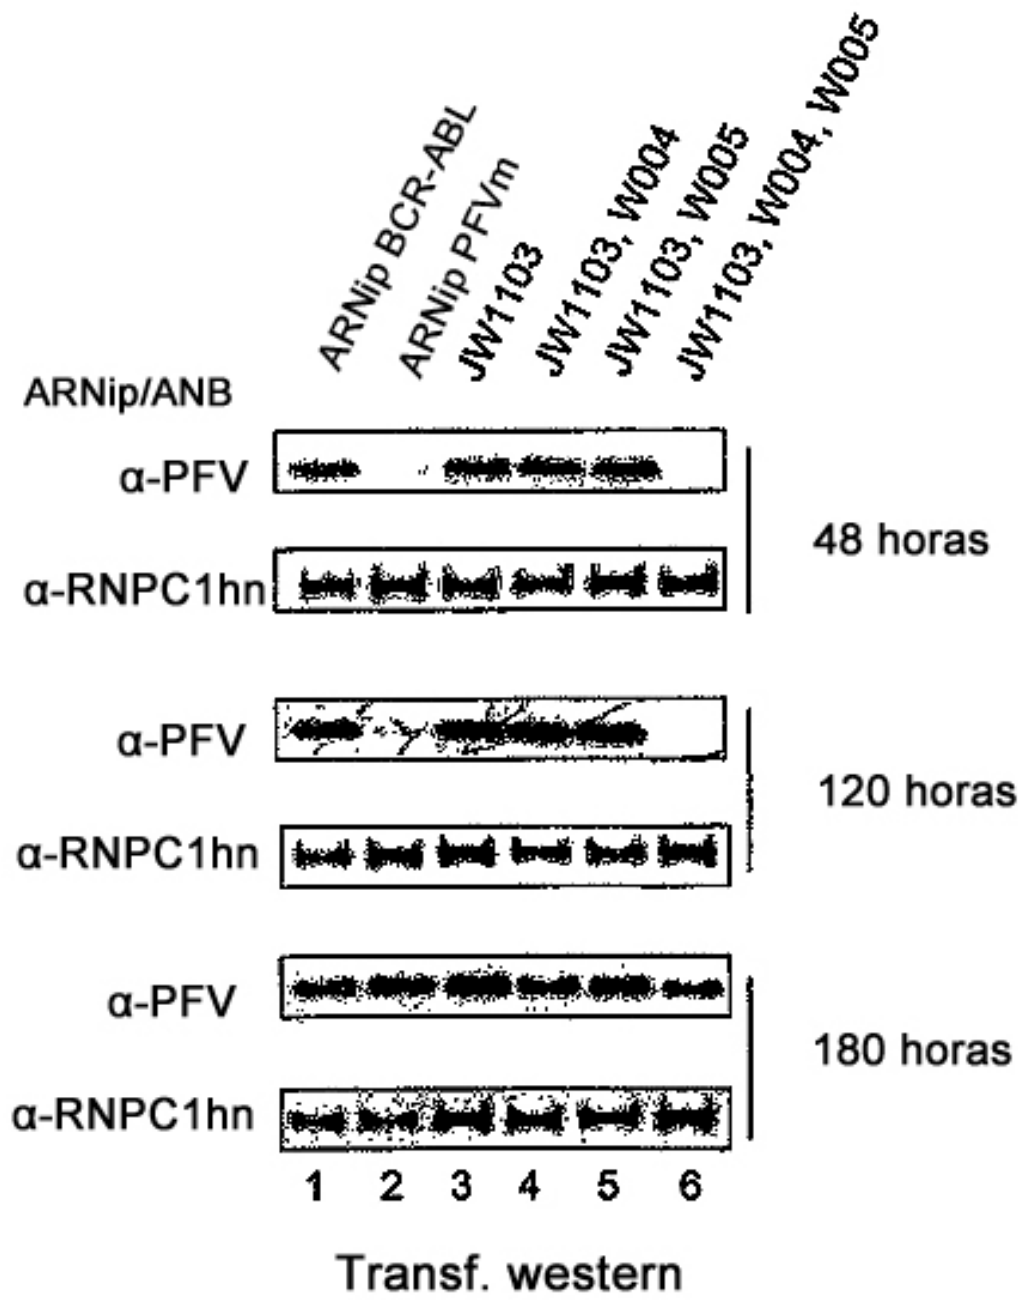 ARNip BCR-ABL
ARNip PFVm
JW1103
JW1103, W004
JW1103, W005
JW1103, W004, W005
ARNip/ANB
α-PFV
48 horas
α-RNPC1hn
α-PFV
120 horas
α-RNPC1hn
α-PFV
180 horas
α-RNPC1hn
1 2 3 4 5 6
Transf. western